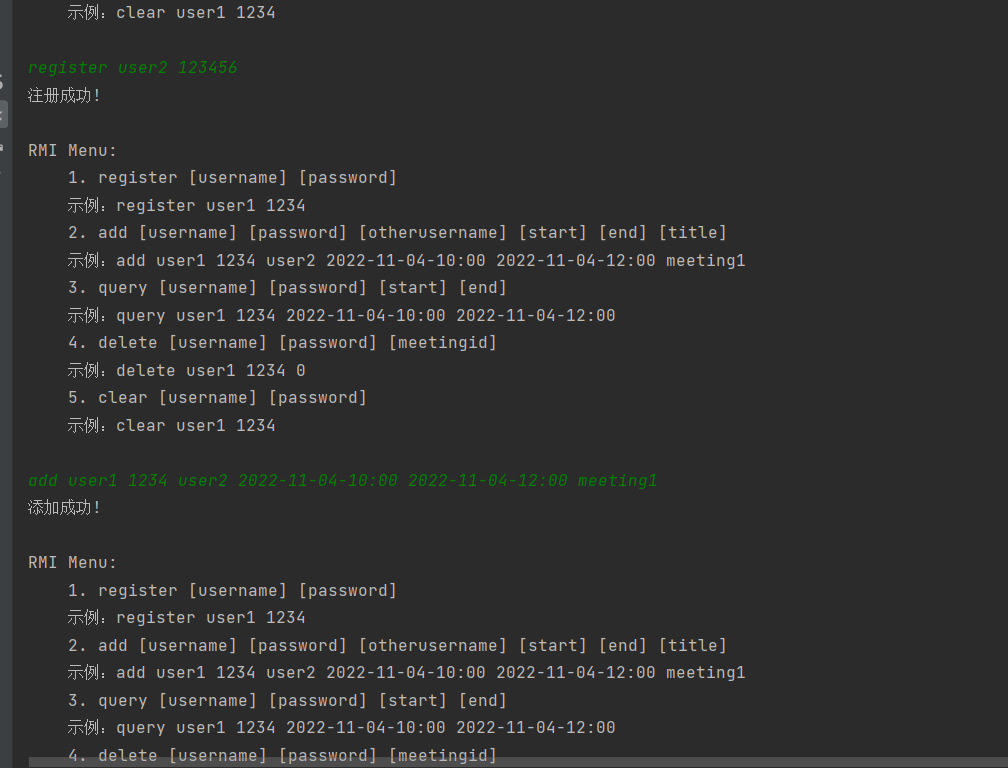 示例：clear user1 1234
register user2 123456
注册成功！
RMI Menu:
1. register [username] [password]
示例：register user1 1234
2. add [username] [password] [otherusername] [start] [end] [title]
示例：add user1 1234 user2 2022-11-04-10:00 2022-11-04-12:00 meeting1
3. query [username] [password] [start] [end]
示例：query user1 1234 2022-11-04-10:00 2022-11-04-12:00
4. delete [username] [password] [meetingid]
示例：delete user1 1234 0
5. clear [username] [password]
示例：clear user1 1234
add user1 1234 user2 2022-11-04-10:00 2022-11-04-12:00 meeting1
添加成功！
RMI Menu:
1. register [username] [password]
示例：register user1 1234
2. add [username] [password] [otherusername] [start] [end] [title]
示例：add user1 1234 user2 2022-11-04-10:00 2022-11-04-12:00 meeting1
3. query [username] [password] [start] [end]
示例：query user1 1234 2022-11-04-10:00 2022-11-04-12:00
4. delete [username] [password] [meetingid]